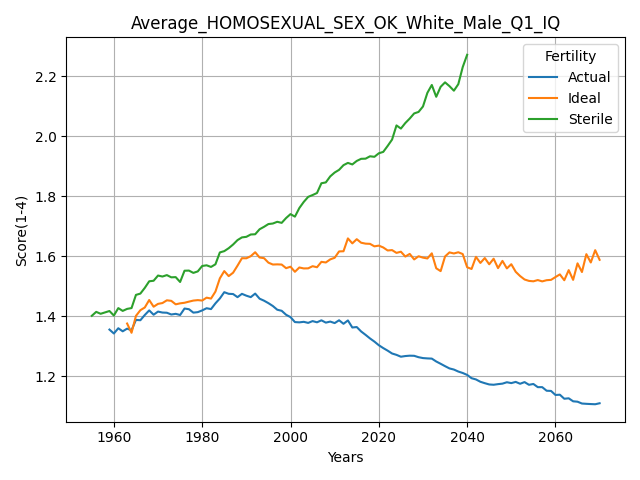 Average_HOMOSEXUAL_SEX_OK_White_Male_Q1_IQ
Fertility
Actual
Ideal
Sterile
Score(1-4)
2.2
2.0
1.8
1.6
1.4
1.2
1960 1980 2000 2020 2040 2060
Years